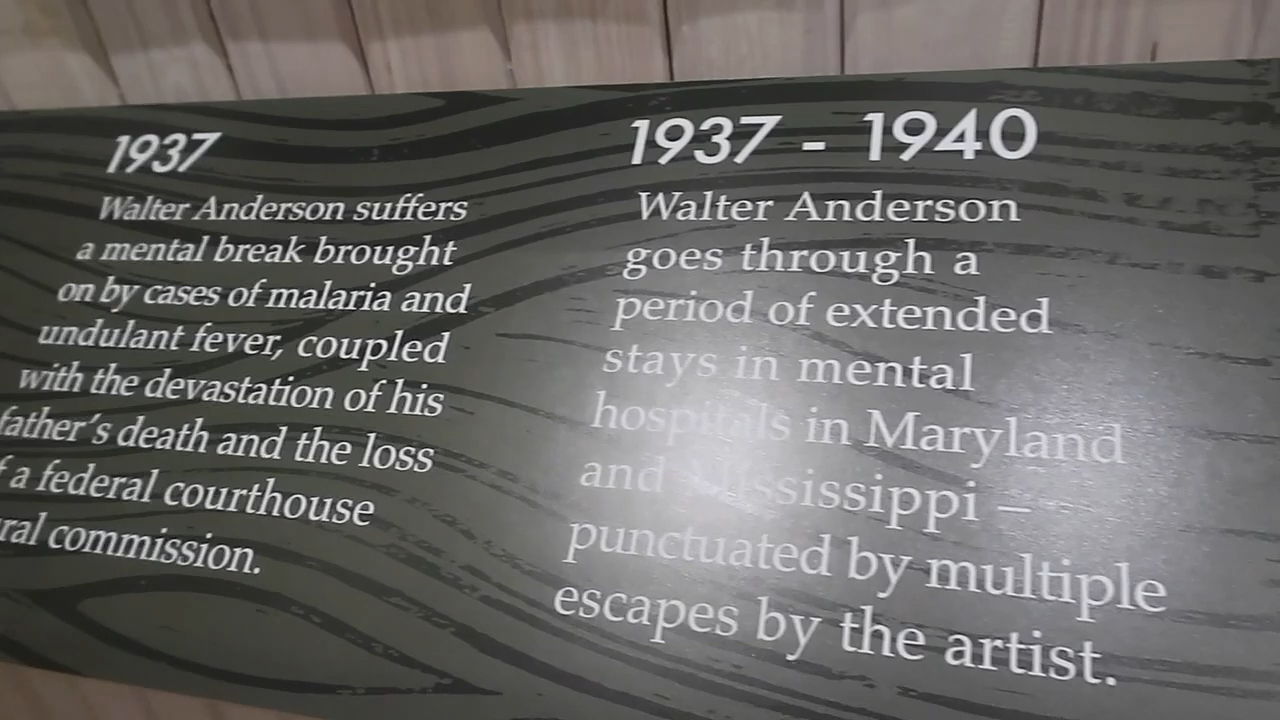 1937
Walter Anderson suffers
a mental break brought
on by cases of malaria and
undulant fever, coupled
with the devastation of his
father's death and the loss
a federal courthouse
commission.
1937 - 1940
Walter Anderson
goes through a
period of extended
stays in mental
hospitals in Maryland
and Mississippi –
punctuated by multiple
escapes by the artist.